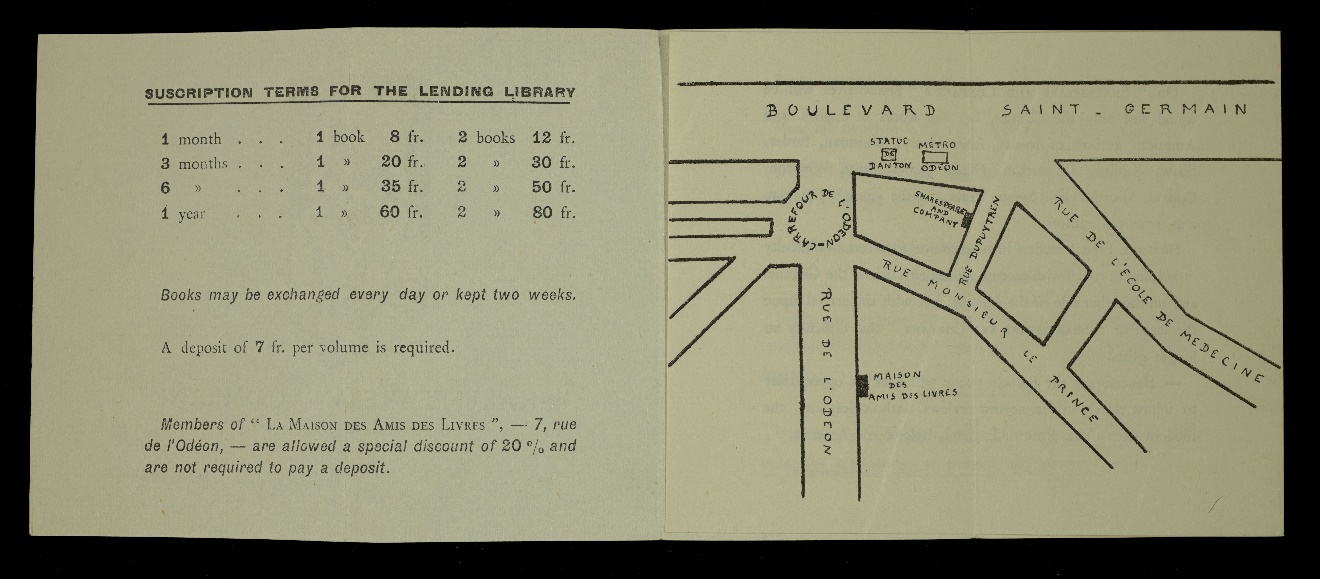 SUSCRIPTION TERMS FOR THE LENDING LIBRARY
1 month . . . 1 book 8 fr. 2 books 12 fr.
3 months . . . 1 » 20 fr. 2 » 30 fr.
6 » . . . 1 » 35 fr. 2 » 50 fr.
1 year . . . 1 » 60 fr. 2 » 80 fr.
Books may be exchanged every day or kept two weeks.
A deposit of 7 fr. per volume is required.
Members of “ LA MAISON DES AMIS DES LIVRES ”, — 7, rue
de l'Odéon, — are allowed a special discount of 20 % and
are not required to pay a deposit.
BOULEVARD SAINT-GERMAIN
STATUE
DE
DANTON
METRO
ODÉON
CARREFOUR DE L'ODEON
SHAKESPEARE
AND
COMPANY
RUE DUPUYTREN
RUE DE L'ECOLE DE MEDECINE
RUE MONSIEUR LE PRINCE
RUE DE L'ODEON
MAISON
DES
AMIS DES LIVRES